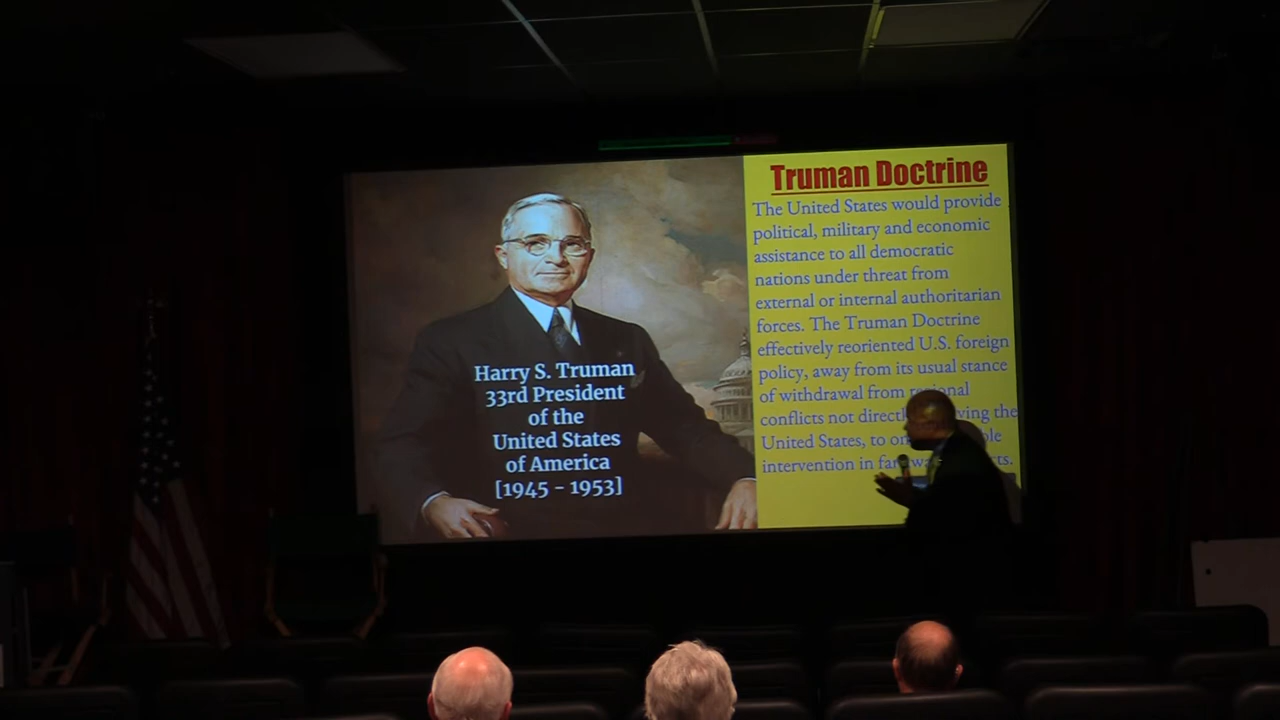 Harry S. Truman
33rd President
of the
United States
of America
[1945 - 1953]
Truman Doctrine
The United States would provide
political, military and economic
assistance to all democratic
nations under threat from
external or internal authoritarian
forces. The Truman Doctrine
effectively reoriented U.S. foreign
policy, away from its usual stance
of withdrawal from regional
conflicts not directly the
United States, to
intervention in